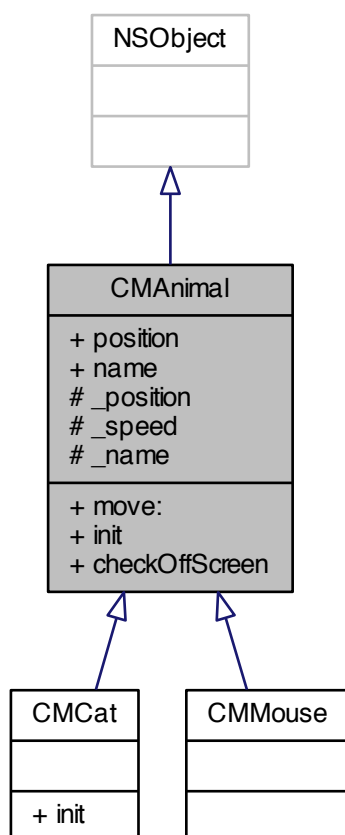 NSObject
CMAnimal
+ position
+ name
# _position
# _speed
# _name
+ move:
+ init
+ checkOffScreen
CMCat
+ init
CMMouse